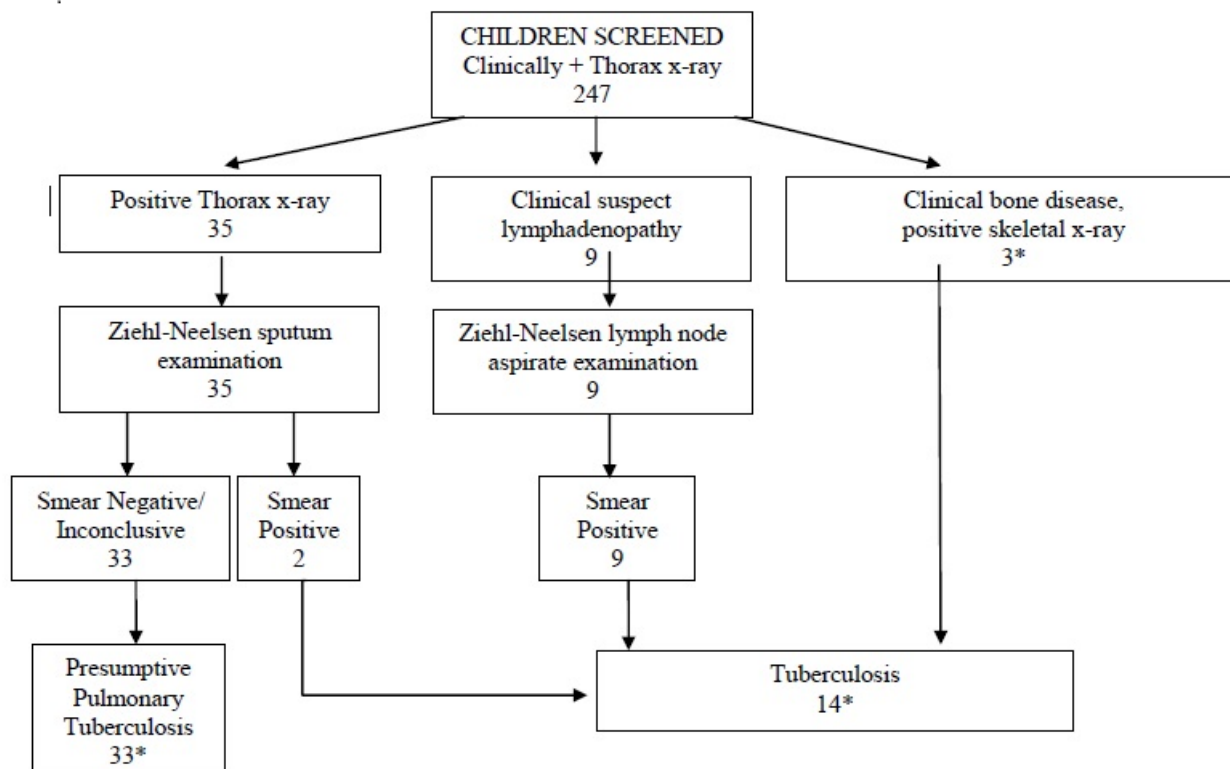 CHILDREN SCREENED
Clinically + Thorax x-ray
247
Positive Thorax x-ray
35
Clinical suspect
lymphadenopathy
9
Clinical bone disease,
positive skeletal x-ray
3*
Ziehl-Neelsen sputum
examination
35
Ziehl-Neelsen lymph node
aspirate examination
9
Smear Negative/
Inconclusive
33
Smear
Positive
2
Smear
Positive
9
Presumptive
Pulmonary
Tuberculosis
33*
Tuberculosis
14*